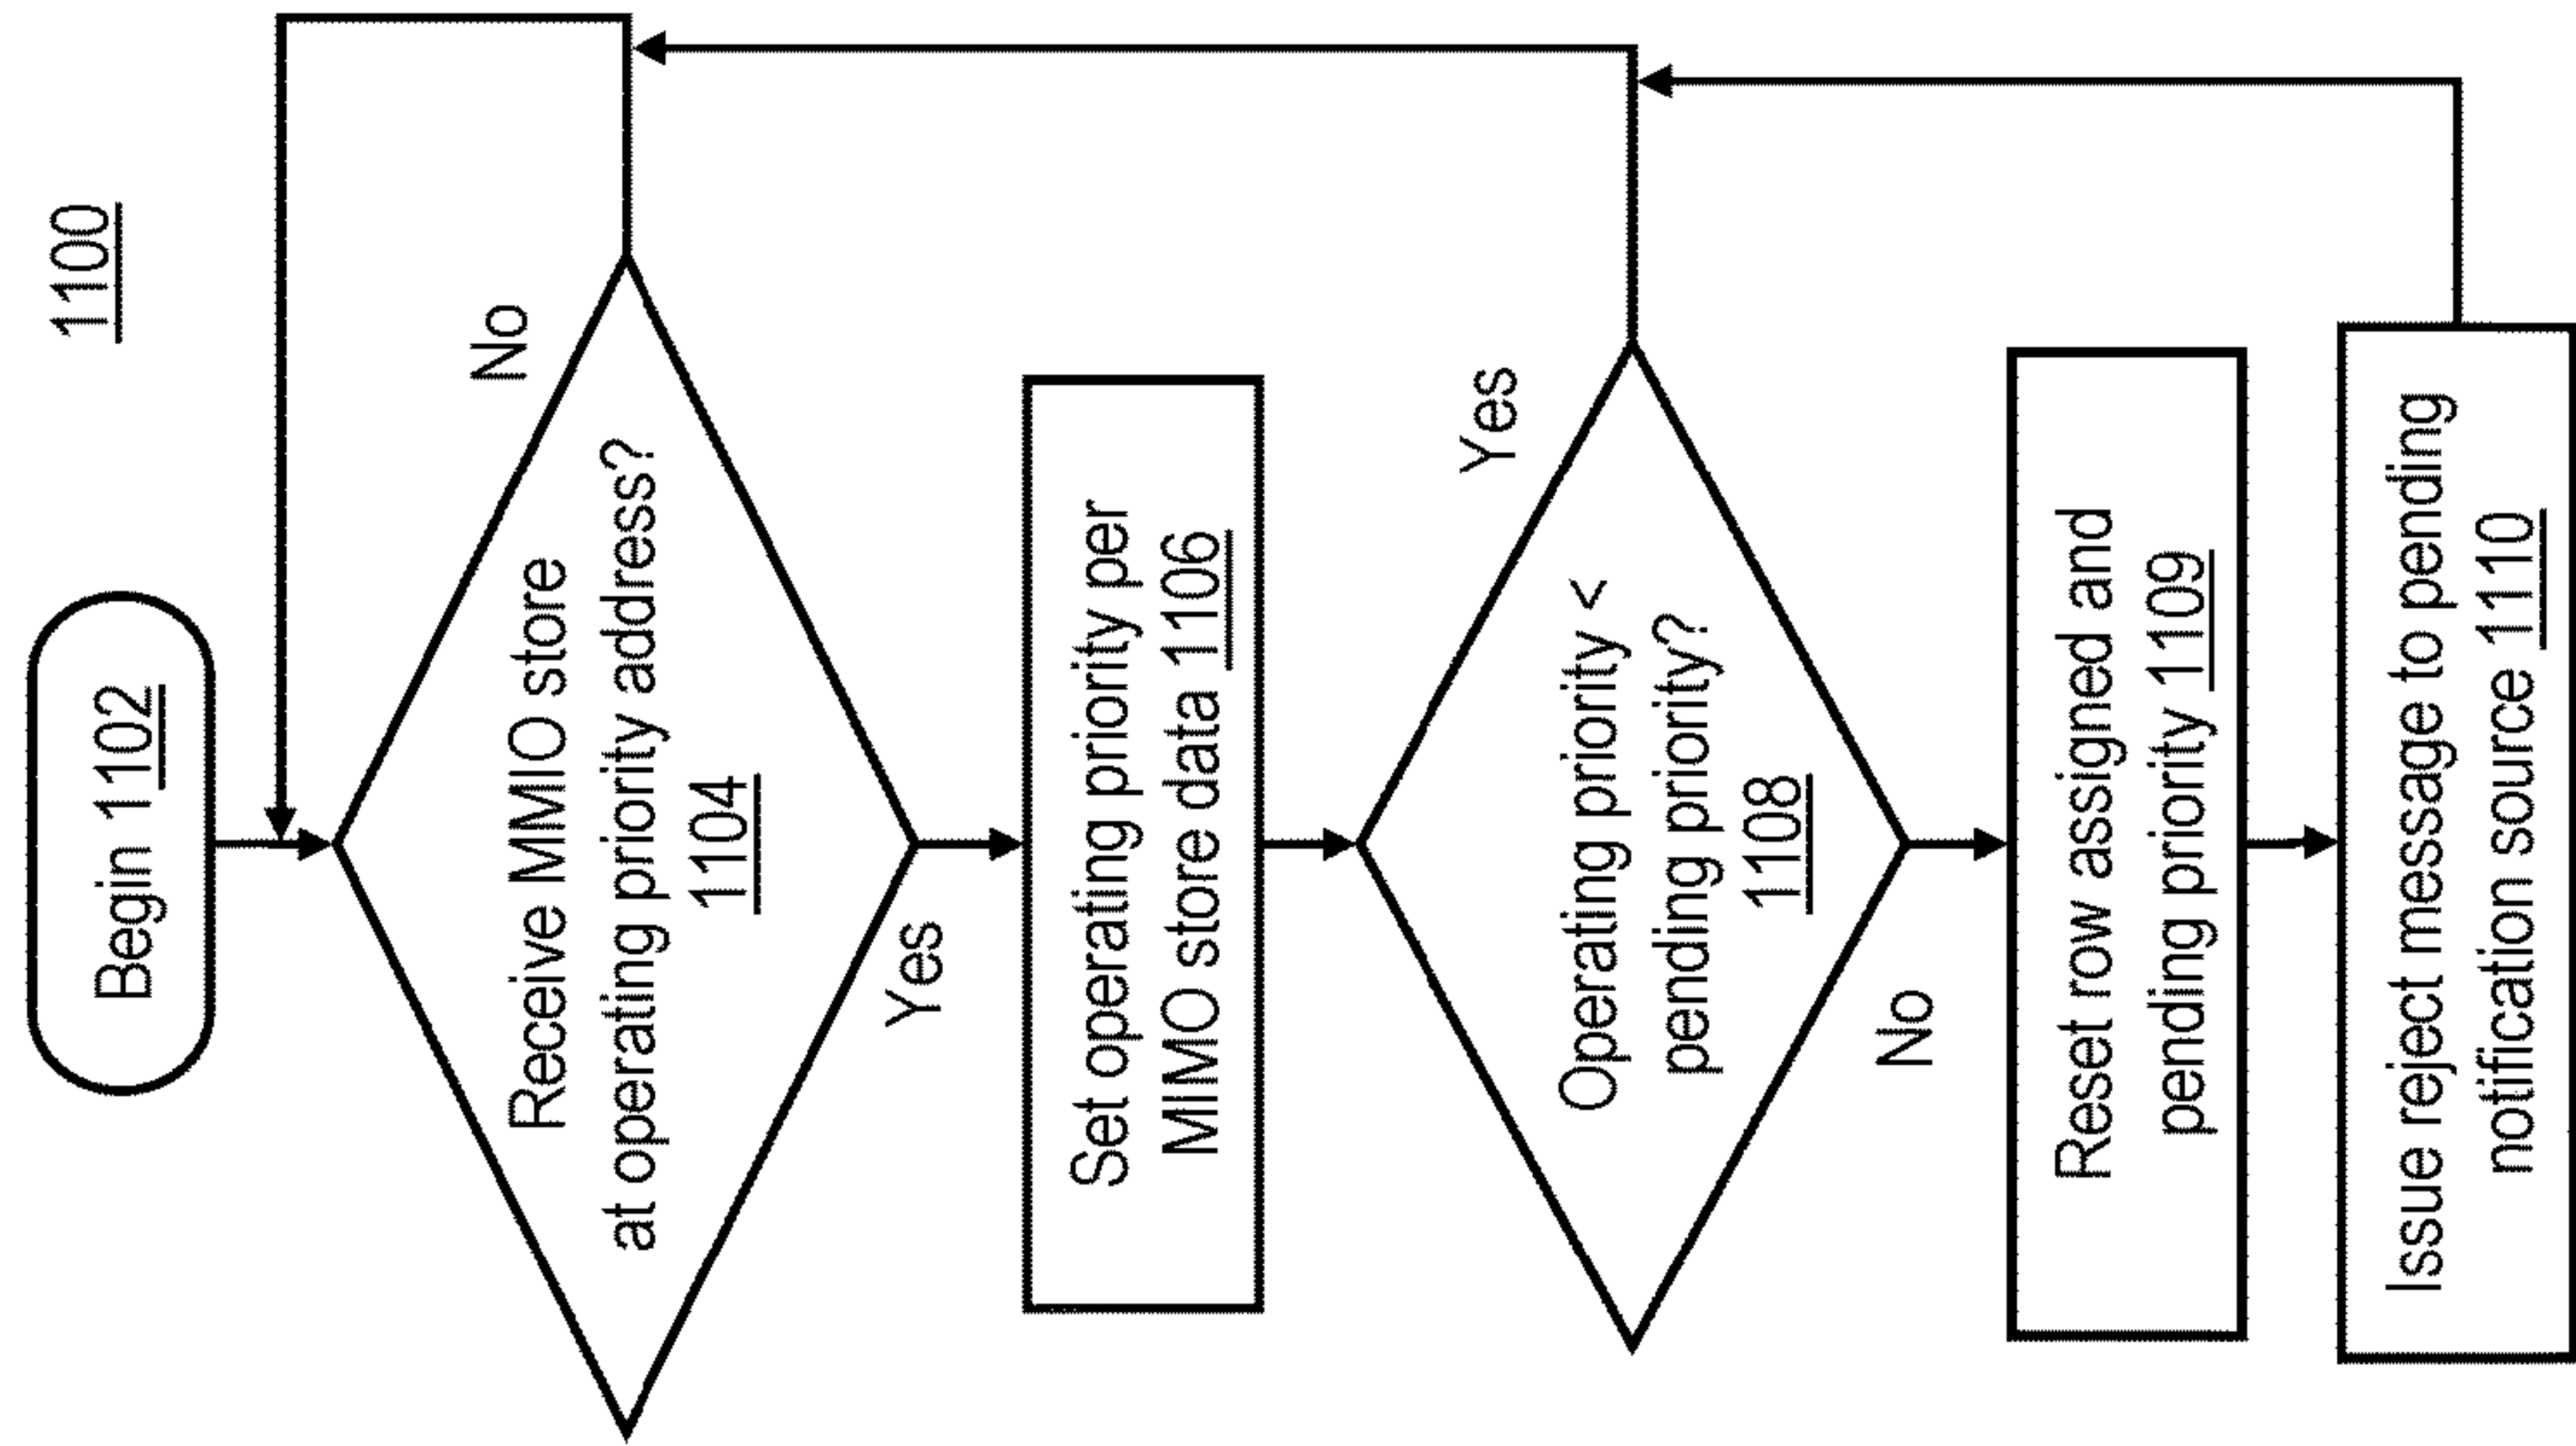 1100
Begin 1102
Receive MMIO store
at operating priority address?
1104
No
Yes
Set operating priority per
MIMO store data 1106
Operating priority <
pending priority?
1108
Yes
No
Reset row assigned and
pending priority 1109
Issue reject message to pending
notification source 1110